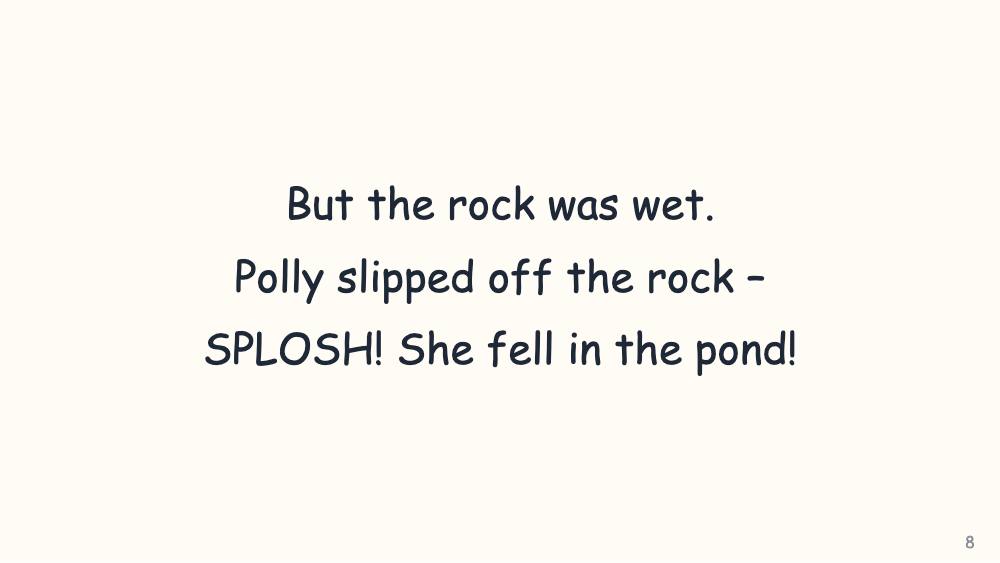 But the rock was wet.
Polly slipped off the rock –
SPLOSH! She fell in the pond!
8